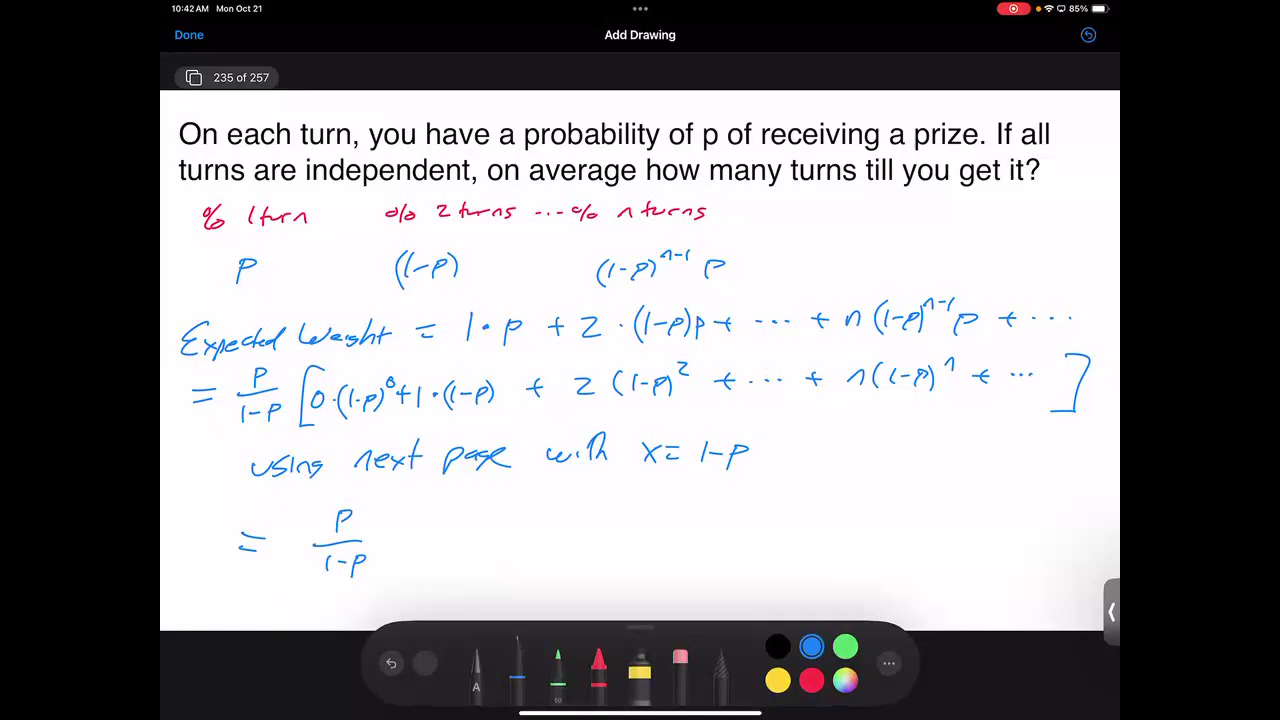 10:42 AM Mon Oct 21
85%
Done
Add Drawing
235 of 257
On each turn, you have a probability of p of receiving a prize. If all
turns are independent, on average how many turns till you get it?
% 1 turn % 2 turns ... % n turns
p (1-p) (1-p)^{n-1} p
Expected Weight = 1 · p + 2 · (1-p)p + ... + n (1-p)^{n-1} p + ...
= p/(1-p) [0·(1-p)^0 + 1·(1-p) + 2 (1-p)^2 + ... + n(1-p)^n + ... ]
using next page with x = 1-p
= p/(1-p)
A
50